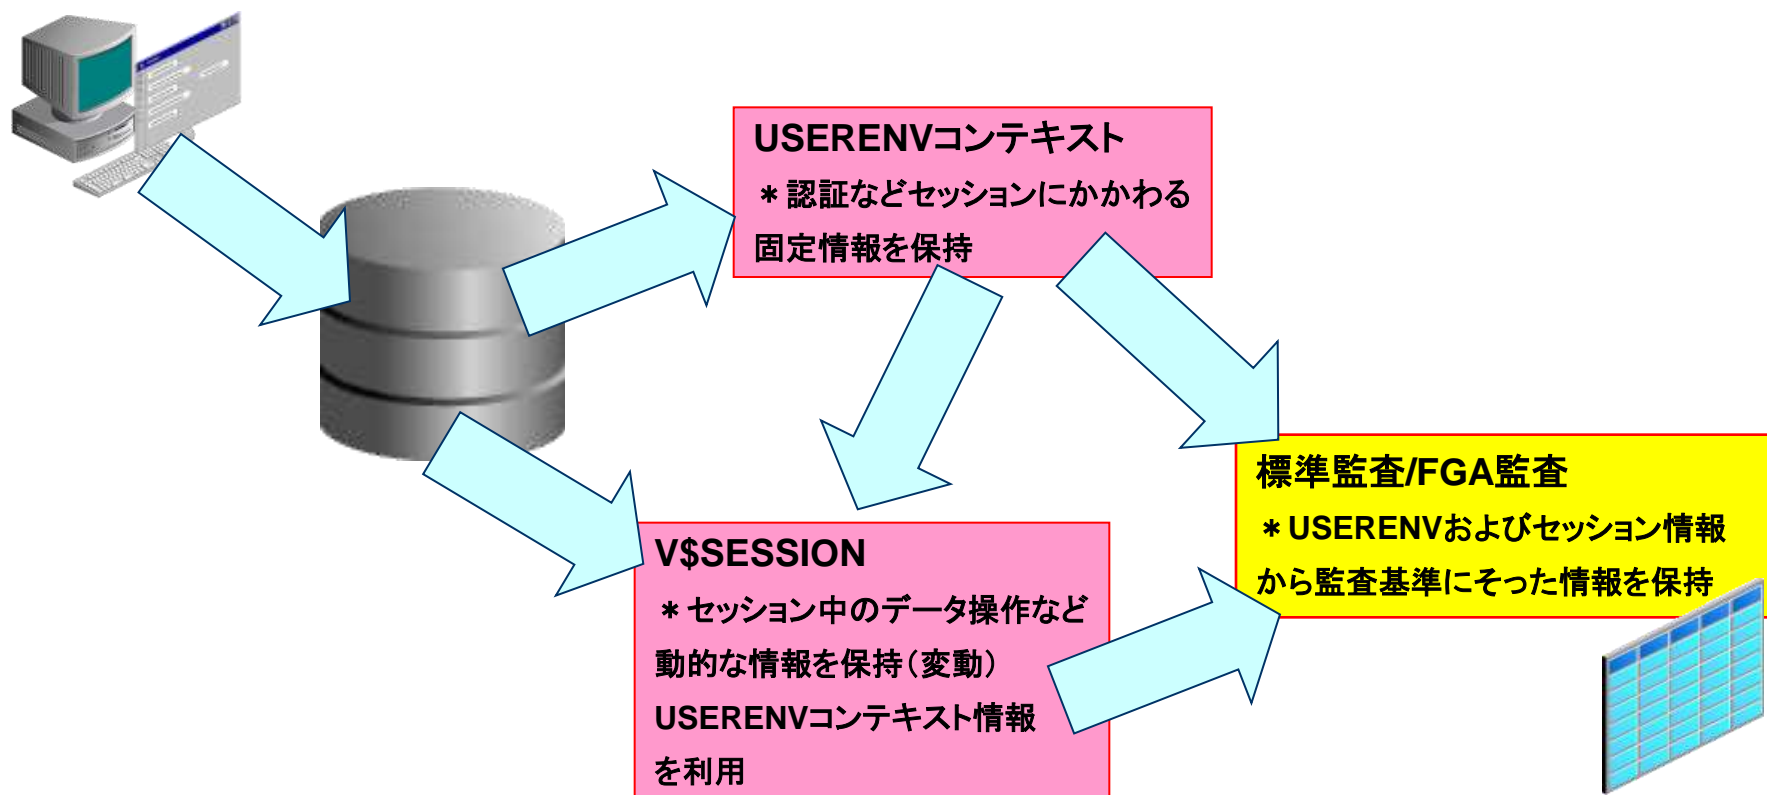 USERENVコンテキスト
＊認証などセッションにかかわる
固定情報を保持
標準監査/FGA監査
＊USERENVおよびセッション情報
から監査基準にそった情報を保持
V$SESSION
＊セッション中のデータ操作など
動的な情報を保持（変動）
USERENVコンテキスト情報
を利用